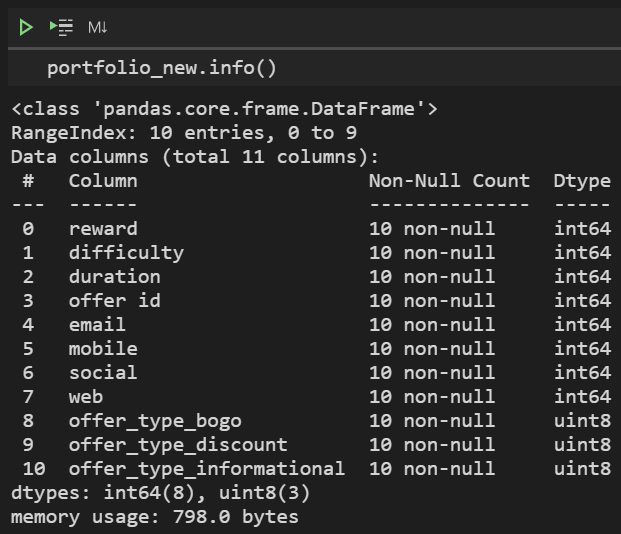 M↓
portfolio_new.info()
<class 'pandas.core.frame.DataFrame'>
RangeIndex: 10 entries, 0 to 9
Data columns (total 11 columns):
 #   Column                    Non-Null Count  Dtype
---  ------                    --------------  -----
 0   reward                    10 non-null     int64
 1   difficulty                10 non-null     int64
 2   duration                  10 non-null     int64
 3   offer id                  10 non-null     int64
 4   email                     10 non-null     int64
 5   mobile                    10 non-null     int64
 6   social                    10 non-null     int64
 7   web                       10 non-null     int64
 8   offer_type_bogo           10 non-null     uint8
 9   offer_type_discount       10 non-null     uint8
 10  offer_type_informational  10 non-null     uint8
dtypes: int64(8), uint8(3)
memory usage: 798.0 bytes